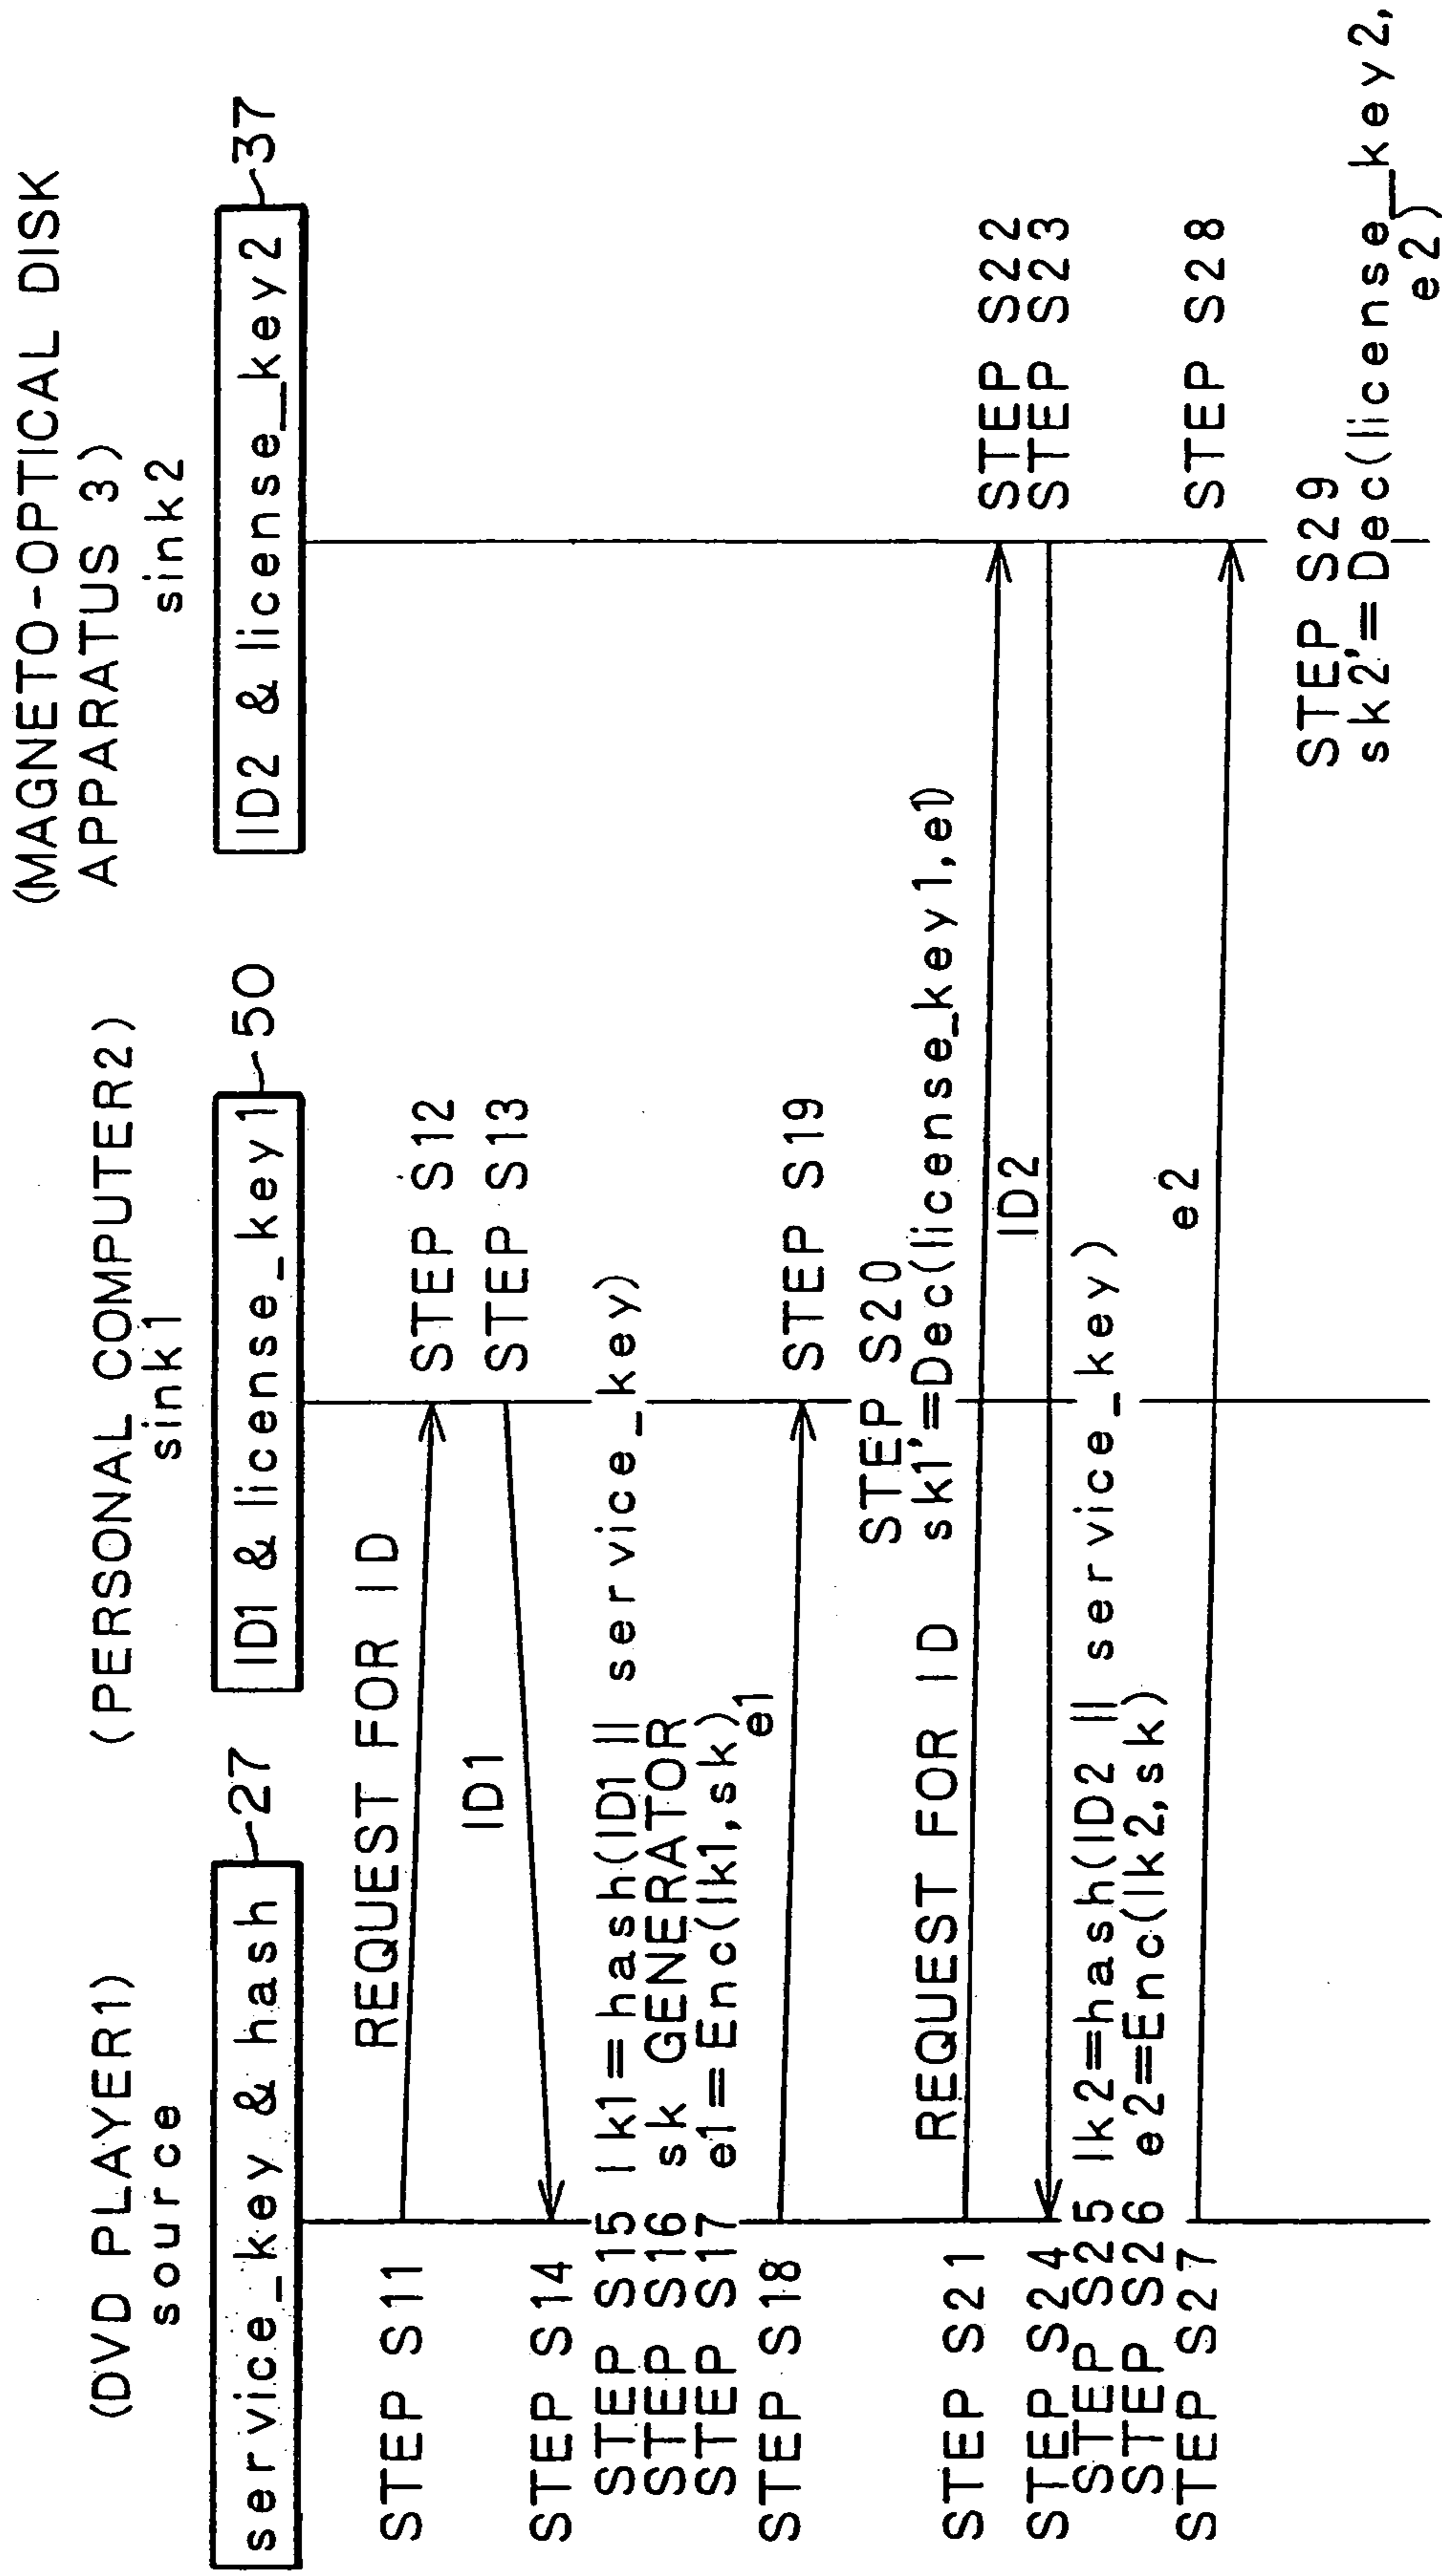 (DVD PLAYER1)
source
service_key & hash
27
(PERSONAL COMPUTER2)
sink1
ID1 & license_key1
50
(MAGNETO-OPTICAL DISK
APPARATUS 3)
sink2
ID2 & license_key2
37
STEP S11
REQUEST FOR ID
STEP S12
ID1
STEP S13
STEP S14
STEP S15 lk1=hash(ID1 || service_key)
STEP S16 sk GENERATOR
STEP S17 e1=Enc(lk1,sk)
STEP S18
e1
STEP S19
STEP S20
sk1'=Dec(license_key1,e1)
STEP S21
REQUEST FOR ID
STEP S22
ID2
STEP S23
STEP S24
STEP S25 lk2=hash(ID2 || service_key)
STEP S26 e2=Enc(lk2,sk)
STEP S27
e2
STEP S28
STEP S29
sk2'=Dec(license_key2,
e2)